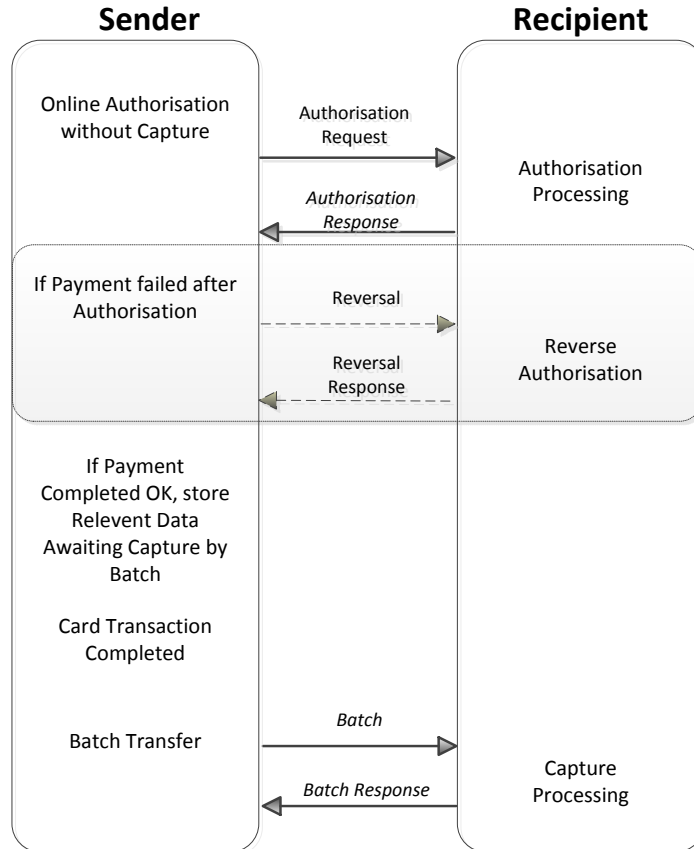 Sender
Recipient
Online Authorisation
without Capture
Authorisation
Request
Authorisation
Processing
Authorisation
Response
If Payment failed after
Authorisation
Reversal
Reverse
Authorisation
Reversal
Response
If Payment
Completed OK, store
Relevent Data
Awaiting Capture by
Batch
Card Transaction
Completed
Batch Transfer
Batch
Capture
Processing
Batch Response